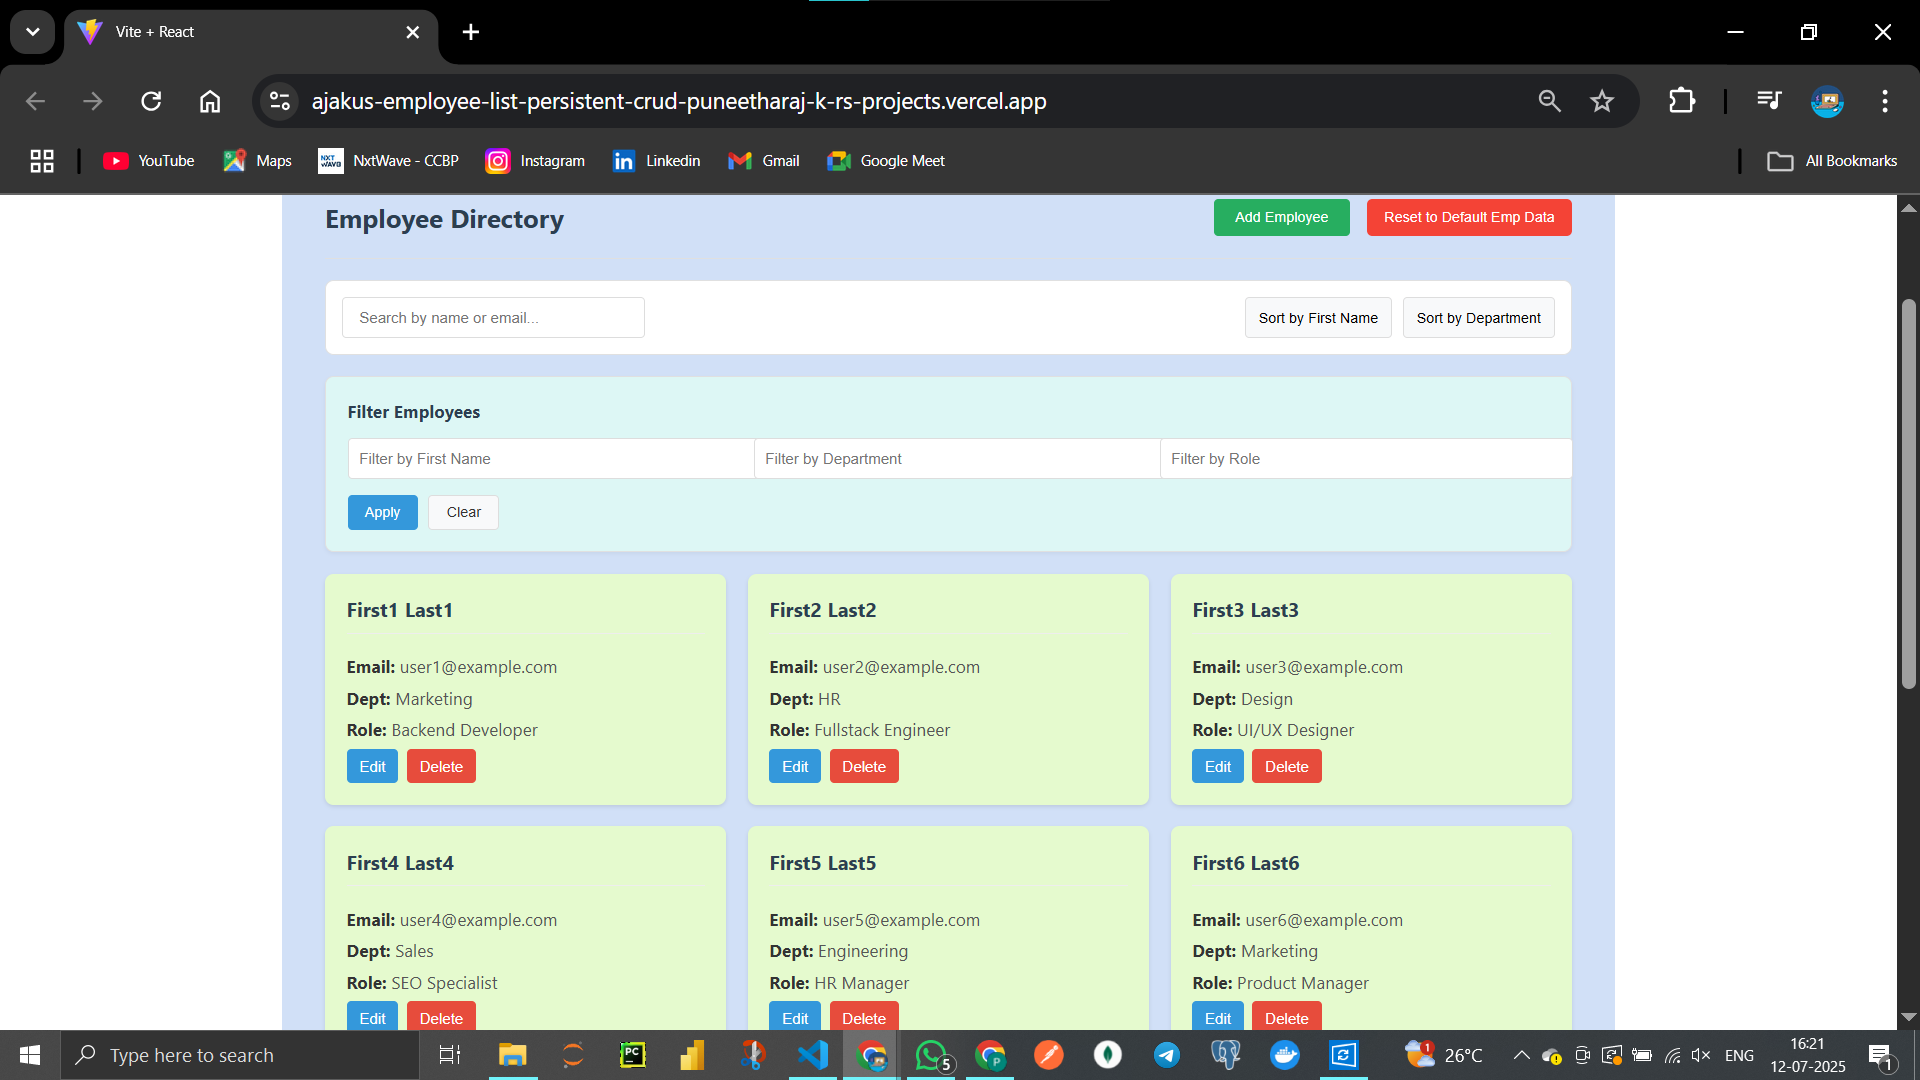 Vite + React
ajakus-employee-list-persistent-crud-puneetharaj-k-rs-projects.vercel.app
YouTube Maps NXT WAVE NxtWave - CCBP Instagram in Linkedin Gmail Google Meet All Bookmarks
Employee Directory Add Employee Reset to Default Emp Data
Search by name or email... Sort by First Name Sort by Department
Filter Employees
Filter by First Name Filter by Department Filter by Role
Apply Clear
First1 Last1 First2 Last2 First3 Last3
Email: user1@example.com Email: user2@example.com Email: user3@example.com
Dept: Marketing Dept: HR Dept: Design
Role: Backend Developer Role: Fullstack Engineer Role: UI/UX Designer
Edit Delete Edit Delete Edit Delete
First4 Last4 First5 Last5 First6 Last6
Email: user4@example.com Email: user5@example.com Email: user6@example.com
Dept: Sales Dept: Engineering Dept: Marketing
Role: SEO Specialist Role: HR Manager Role: Product Manager
Edit Delete Edit Delete Edit Delete
Type here to search PC 5 P 1 26°C ENG 16:21
12-07-2025 1